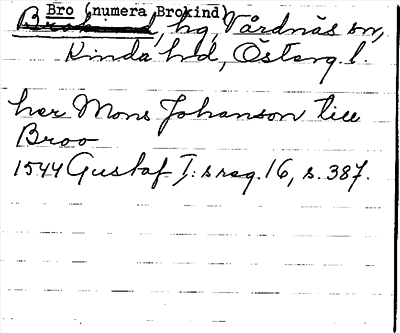 Bro (numera Brokind)
Brokind, hg, Vårdnäs sn,
Kinda hd, Östergl.
her Mons Johanson till
Broo
1544 Gustaf I: s reg. 16, s. 387.